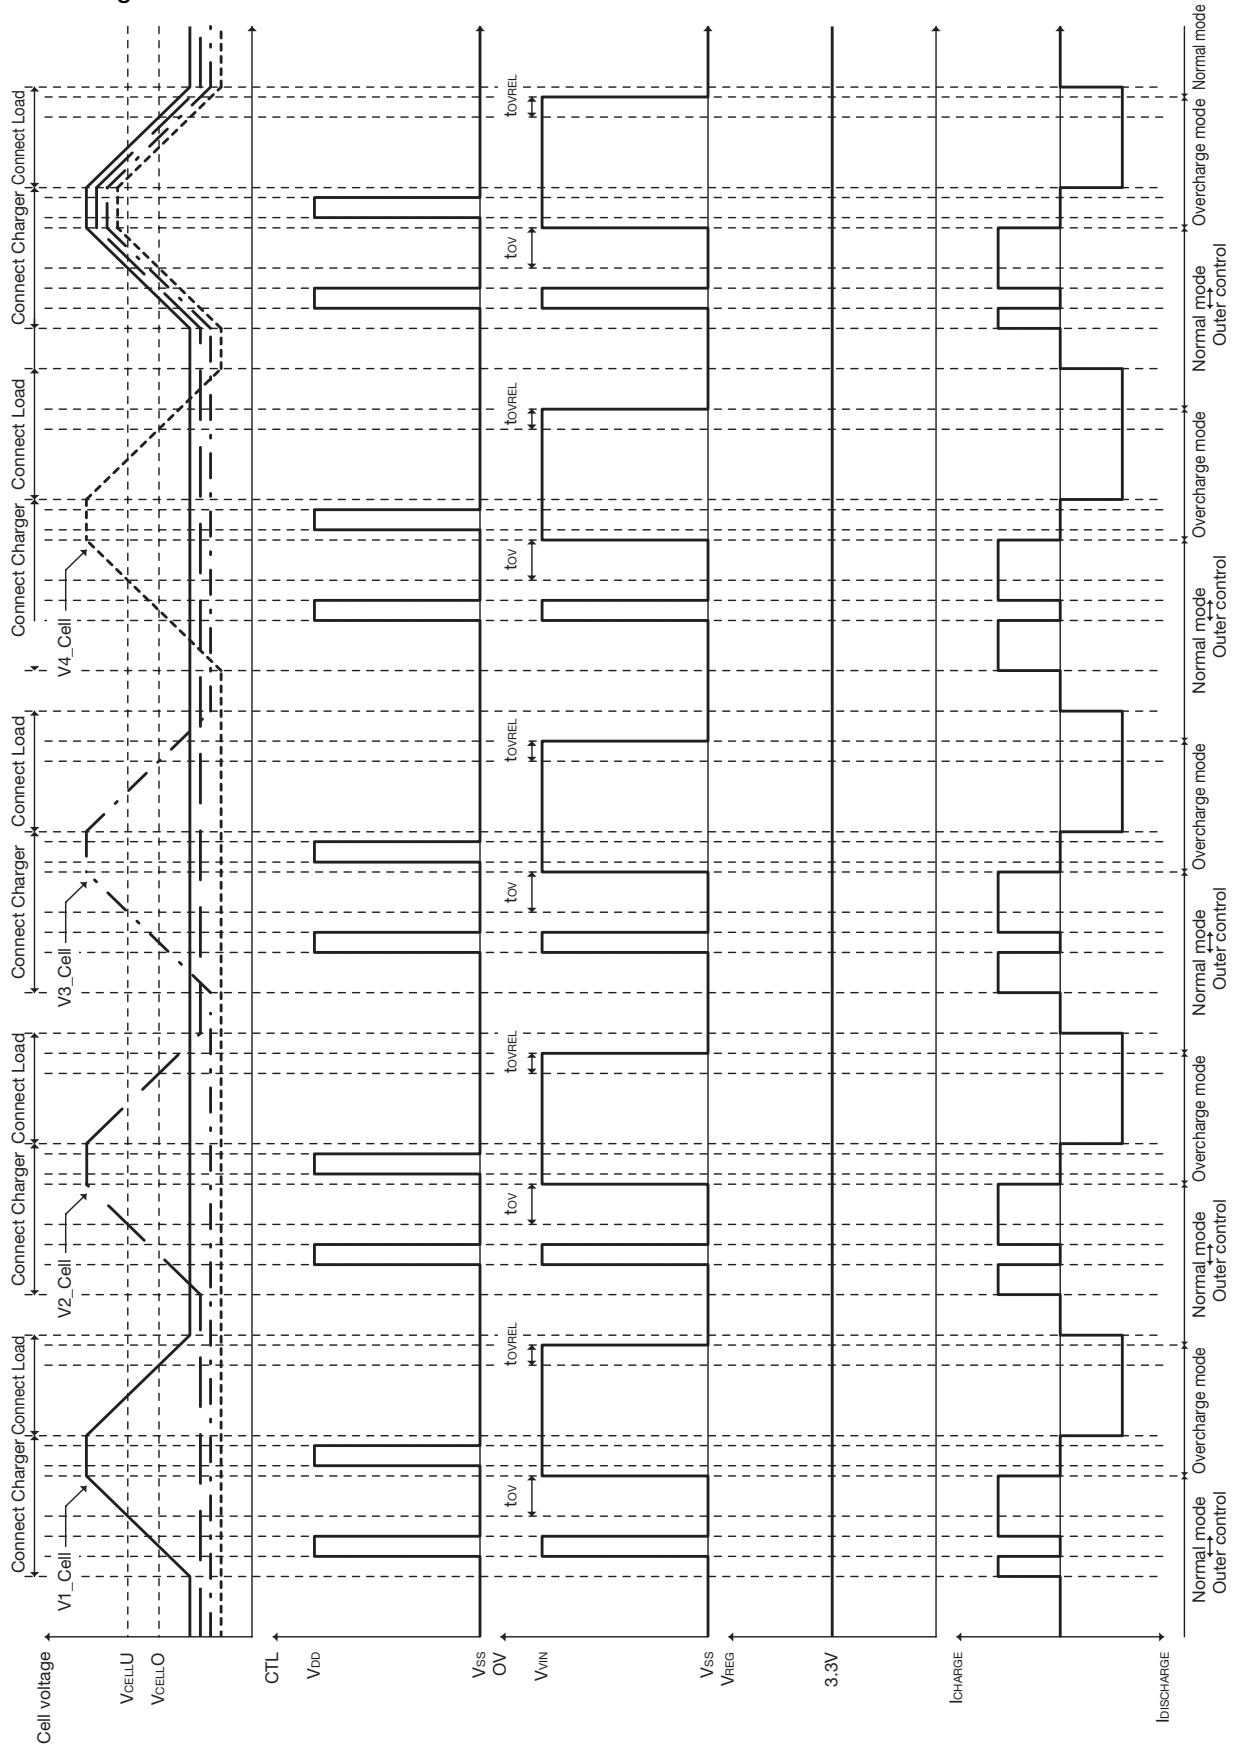 Connect Charger
Connect Load
Connect Charger
Connect Load
Connect Charger
Connect Load
Connect Charger
Connect Load
Connect Charger
Connect Load
Cell voltage
V1_Cell
V2_Cell
V3_Cell
V4_Cell
VCELLU
VCELLO
CTL
VDD
VSS
OV
tOV
tOVREL
tOV
tOVREL
tOV
tOVREL
tOV
tOVREL
tOV
tOVREL
VVIN
VSS
VREG
3.3V
ICHARGE
IDISCHARGE
Normal mode
Outer control
Overcharge mode
Normal mode
Outer control
Overcharge mode
Normal mode
Outer control
Overcharge mode
Normal mode
Outer control
Overcharge mode
Normal mode
Outer control
Overcharge mode
Normal mode